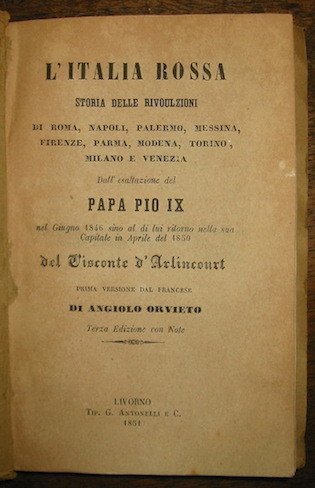 L'ITALIA ROSSA
STORIA DELLE RIVOULZIONI
DI ROMA, NAPOLI, PALERMO, MESSINA,
FIRENZE, PARMA, MODENA, TORINO,
MILANO E VENEZIA
Dall'esaltazione del
PAPA PIO IX
nel Giugno 1846 sino al di lui ritorno nella sua
Capitale in Aprile del 1850
del Visconte d'Arlincourt
PRIMA VERSIONE DAL FRANCESE
DI ANGIOLO ORVIETO
Terza Edizione con Note
LIVORNO
TIP. G. ANTONELLI E C.
1851